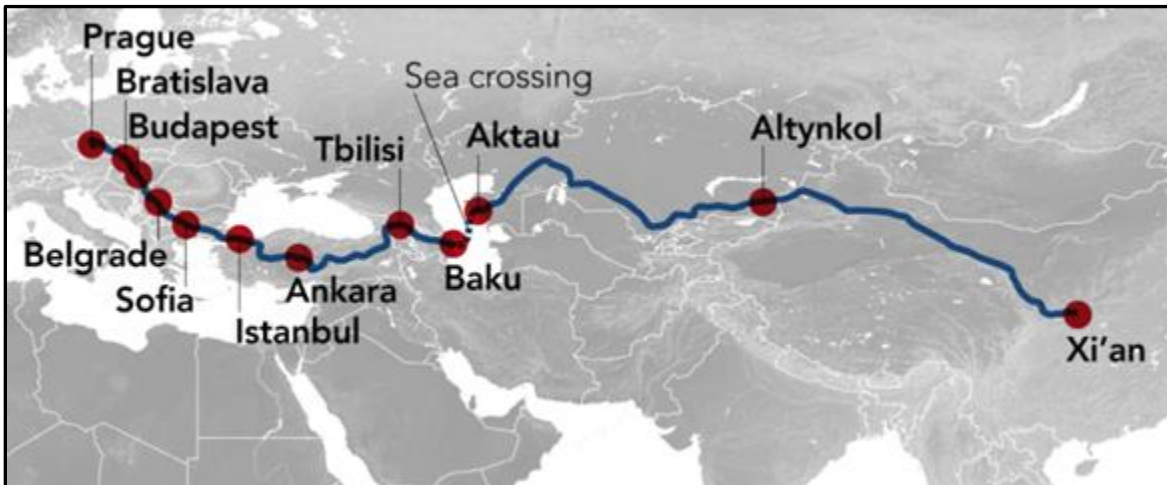 Prague
Bratislava
Budapest
Sea crossing
Aktau
Altynkol
Tbilisi
Belgrade
Sofia
Istanbul
Ankara
Baku
Xi’an